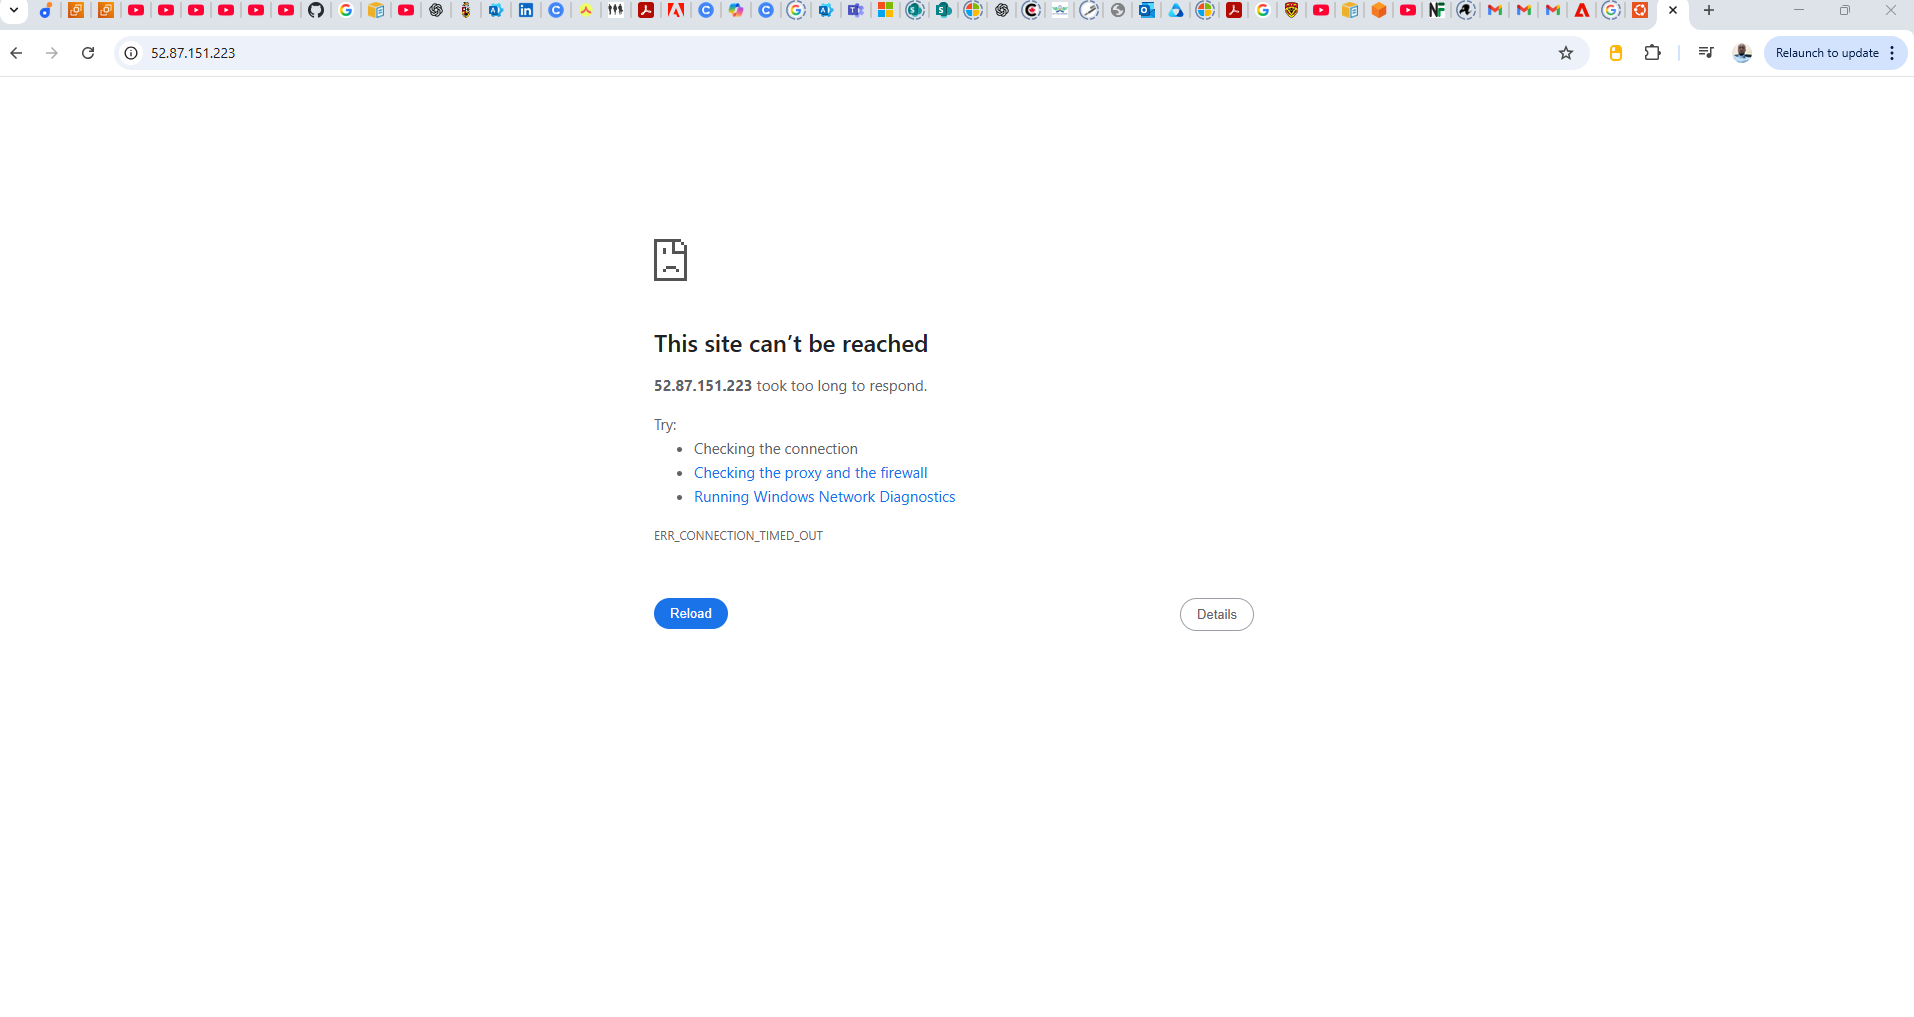 52.87.151.223
Relaunch to update
This site can’t be reached
52.87.151.223 took too long to respond.
Try:
Checking the connection
Checking the proxy and the firewall
Running Windows Network Diagnostics
ERR_CONNECTION_TIMED_OUT
Reload
Details